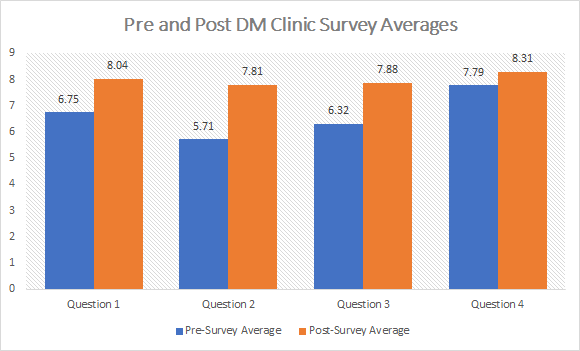 Pre and Post DM Clinic Survey Averages
9
8
7
6
5
4
3
2
1
0
6.75
8.04
5.71
7.81
6.32
7.88
7.79
8.31
Question 1
Question 2
Question 3
Question 4
Pre-Survey Average
Post-Survey Average